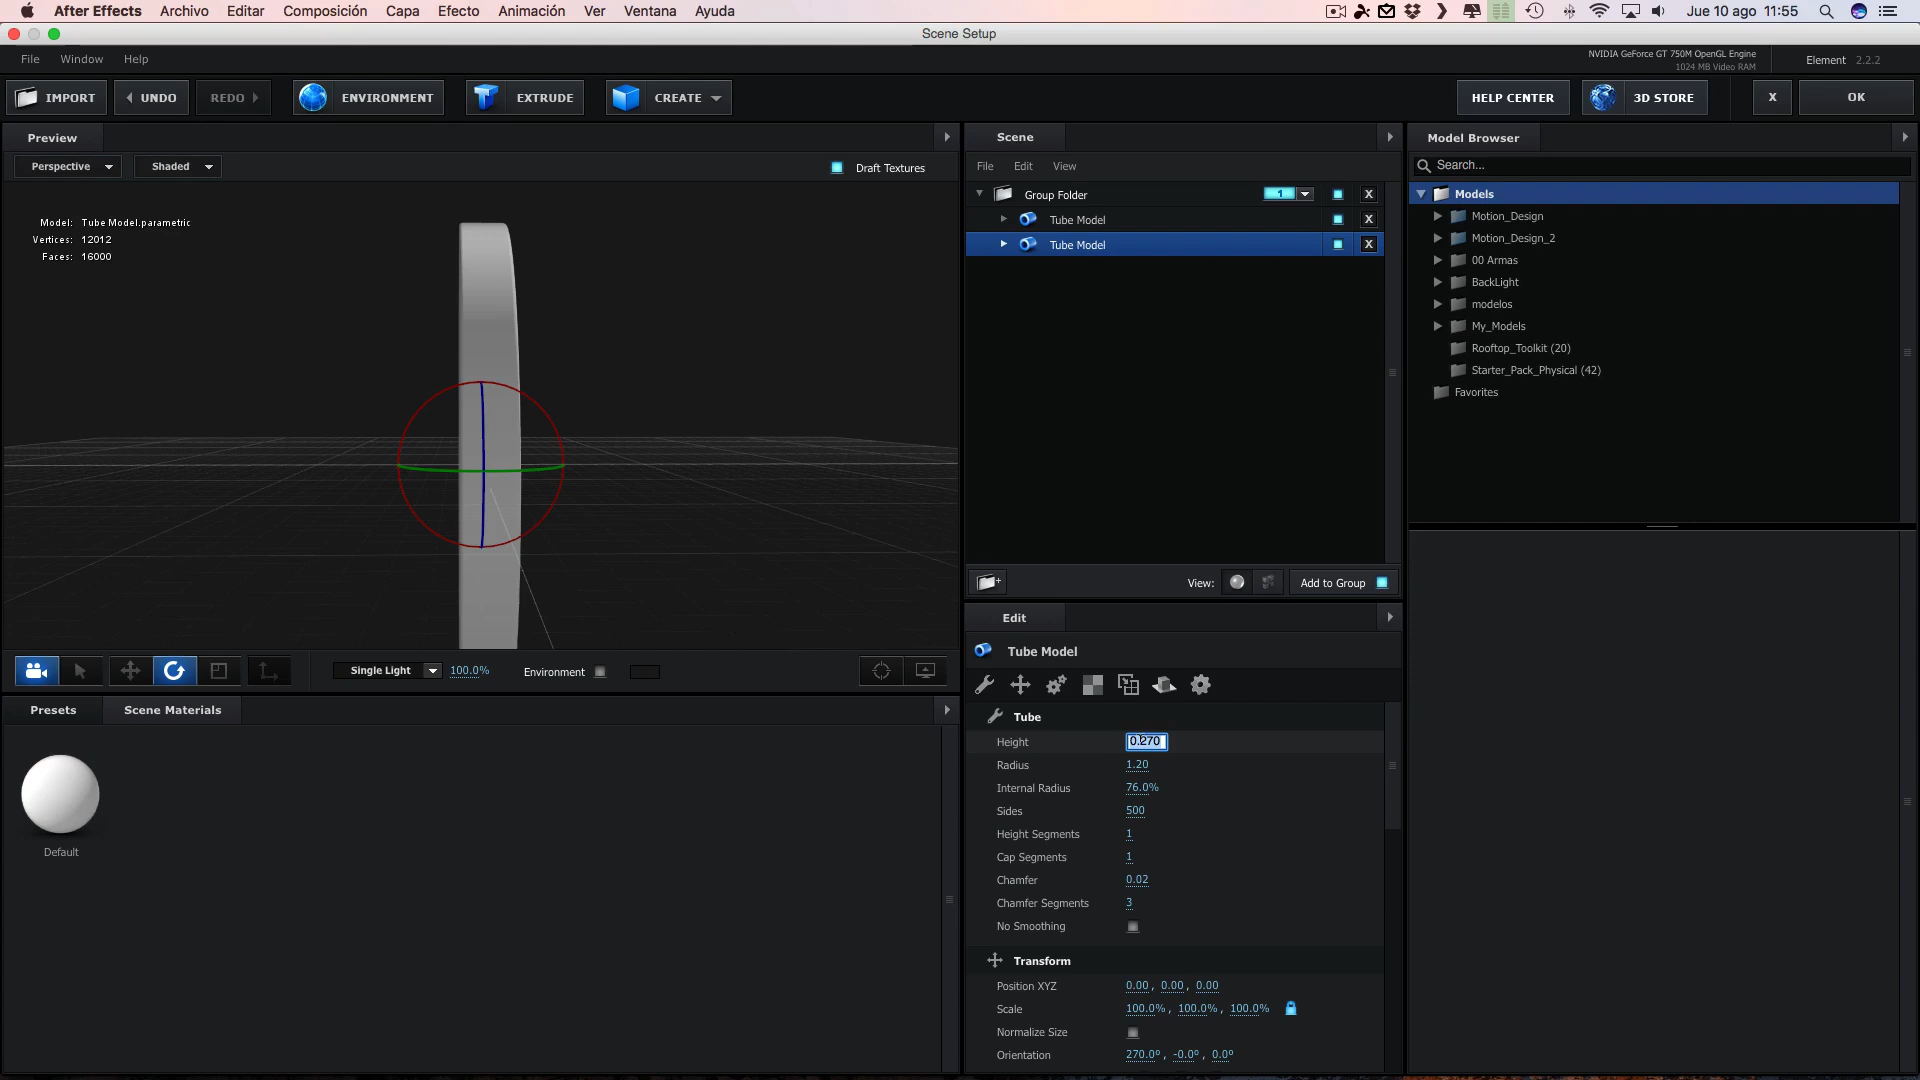 After Effects Archivo Editar Composición Capa Efecto Animación Ver Ventana Ayuda Jue 10 ago 11:55
Scene Setup
File Window Help
NVIDIA GeForce GT 750M OpenGL Engine
1024 MB Video RAM
Element 2.2.2
IMPORT UNDO REDO ENVIRONMENT EXTRUDE CREATE HELP CENTER 3D STORE X OK
Preview
Perspective Shaded Draft Textures
Model: Tube Model.parametric
Vertices: 12012
Faces: 16000
Single Light 100.0% Environment
Presets Scene Materials
Default
Scene
File Edit View
Group Folder 1 X
Tube Model X
Tube Model X
View: Add to Group
Edit
Tube Model
Tube
Height 0.270
Radius 1.20
Internal Radius 76.0%
Sides 500
Height Segments 1
Cap Segments 1
Chamfer 0.02
Chamfer Segments 3
No Smoothing
Transform
Position XYZ 0.00, 0.00, 0.00
Scale 100.0%, 100.0%, 100.0%
Normalize Size
Orientation 270.0º, -0.0º, 0.0º
Model Browser
Search...
Models
Motion_Design
Motion_Design_2
00 Armas
BackLight
modelos
My_Models
Rooftop_Toolkit (20)
Starter_Pack_Physical (42)
Favorites